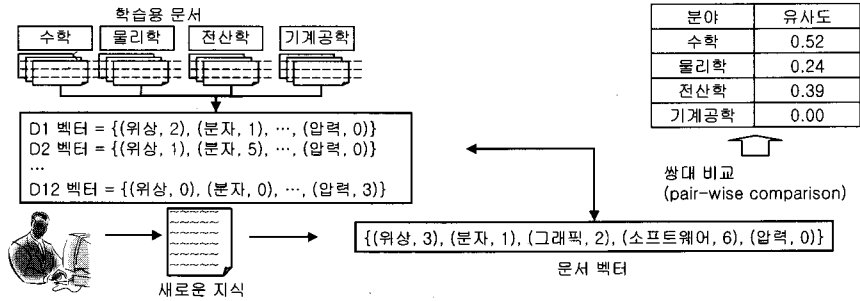 학습용 문서
수학 물리학 전산학 기계공학
D1 벡터 = {(위상, 2), (분자, 1), …, (압력, 0)}
D2 벡터 = {(위상, 1), (분자, 5), …, (압력, 0)}
…
D12 벡터 = {(위상, 0), (분자, 0), …, (압력, 3)}
분야 유사도
수학 0.52
물리학 0.24
전산학 0.39
기계공학 0.00
쌍대 비교
(pair-wise comparison)
{(위상, 3), (분자, 1), (그래픽, 2), (소프트웨어, 6), (압력, 0)}
문서 벡터
새로운 지식